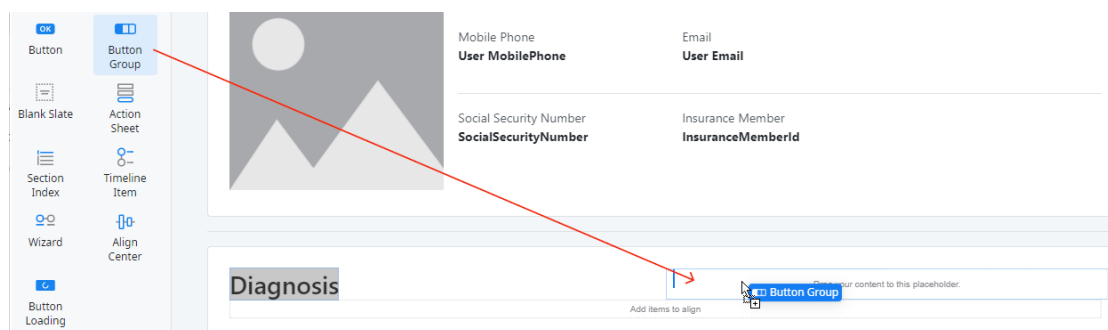 OK
Button
Button
Group
Blank Slate
Action
Sheet
Section
Index
Timeline
Item
Wizard
Align
Center
Button
Loading
Mobile Phone
User MobilePhone
Email
User Email
Social Security Number
SocialSecurityNumber
Insurance Member
InsuranceMemberId
Diagnosis
your content to this placeholder.
Button Group
Add items to align